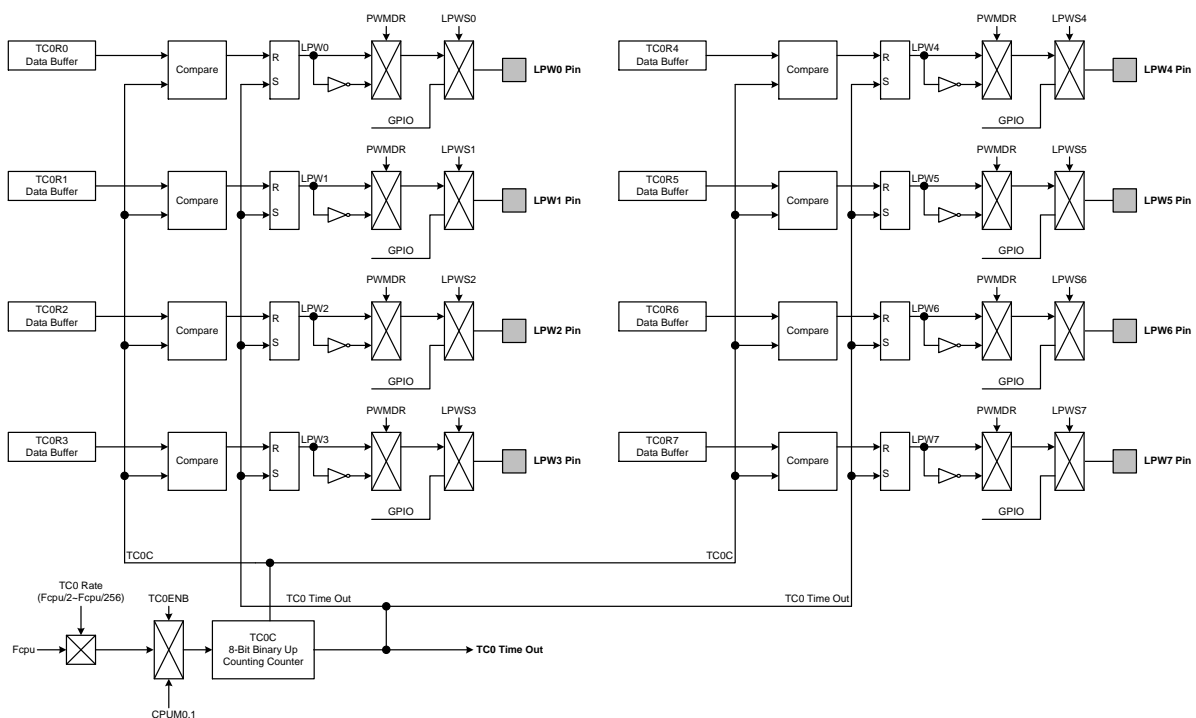 PWMDR LPWS0 PWMDR LPWS4
TC0R0 LPW0 TC0R4 LPW4
Data Buffer R Data Buffer R
Compare LPW0 Pin Compare LPW4 Pin
S S
GPIO GPIO
PWMDR LPWS1 PWMDR LPWS5
TC0R1 LPW1 TC0R5 LPW5
Data Buffer R Data Buffer R
Compare LPW1 Pin Compare LPW5 Pin
S S
GPIO GPIO
PWMDR LPWS2 PWMDR LPWS6
TC0R2 LPW2 TC0R6 LPW6
Data Buffer R Data Buffer R
Compare LPW2 Pin Compare LPW6 Pin
S S
GPIO GPIO
PWMDR LPWS3 PWMDR LPWS7
TC0R3 LPW3 TC0R7 LPW7
Data Buffer R Data Buffer R
Compare LPW3 Pin Compare LPW7 Pin
S S
GPIO GPIO
TC0C TC0C
TC0 Rate
(Fcpu/2~Fcpu/256)
TC0ENB
TC0 Time Out TC0 Time Out
Fcpu
TC0C
8-Bit Binary Up
Counting Counter
TC0 Time Out
CPUM0,1